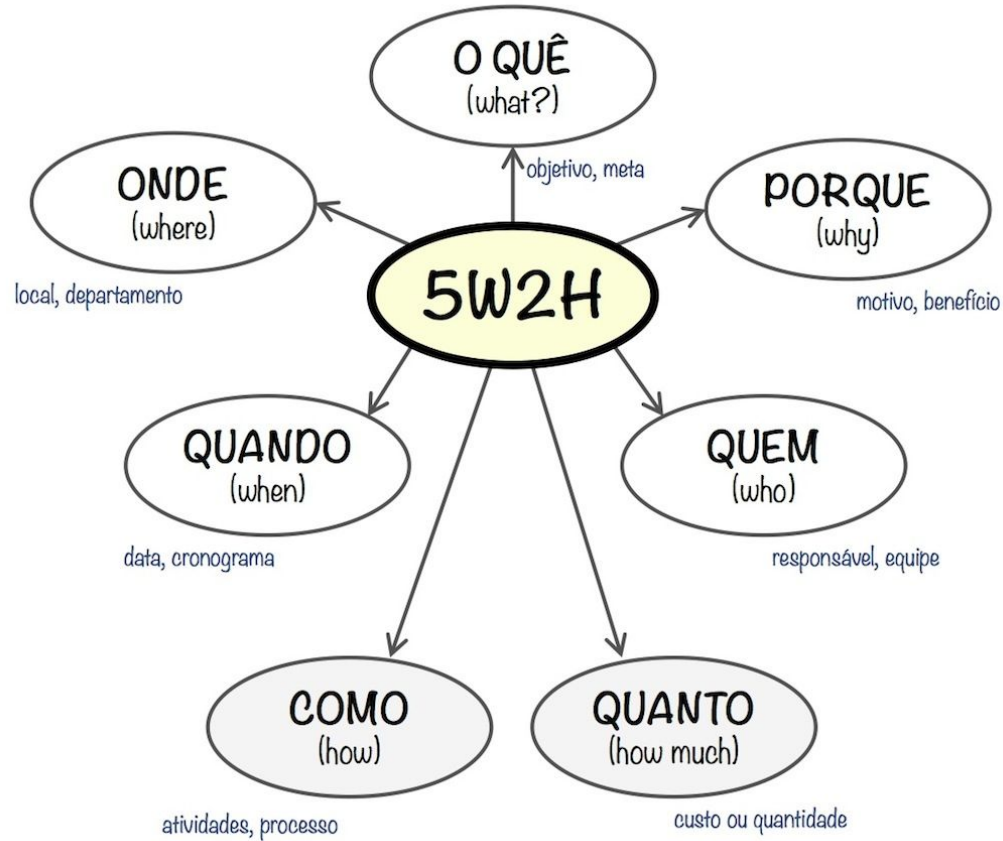 O QUÊ
(what?)
objetivo, meta
ONDE
(where)
local, departamento
PORQUE
(why)
motivo, benefício
5W2H
QUANDO
(when)
data, cronograma
QUEM
(who)
responsável, equipe
COMO
(how)
atividades, processo
QUANTO
(how much)
custo ou quantidade